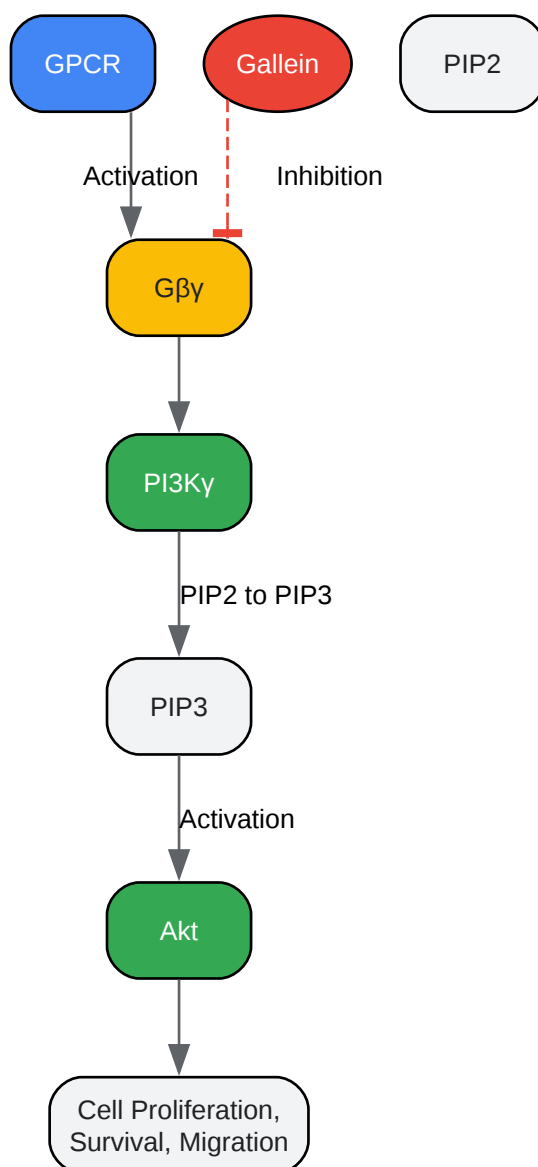 GPCR
Gallein
PIP2
Activation
Inhibition
Gβγ
PI3Kγ
PIP2 to PIP3
PIP3
Activation
Akt
Cell Proliferation,
Survival, Migration